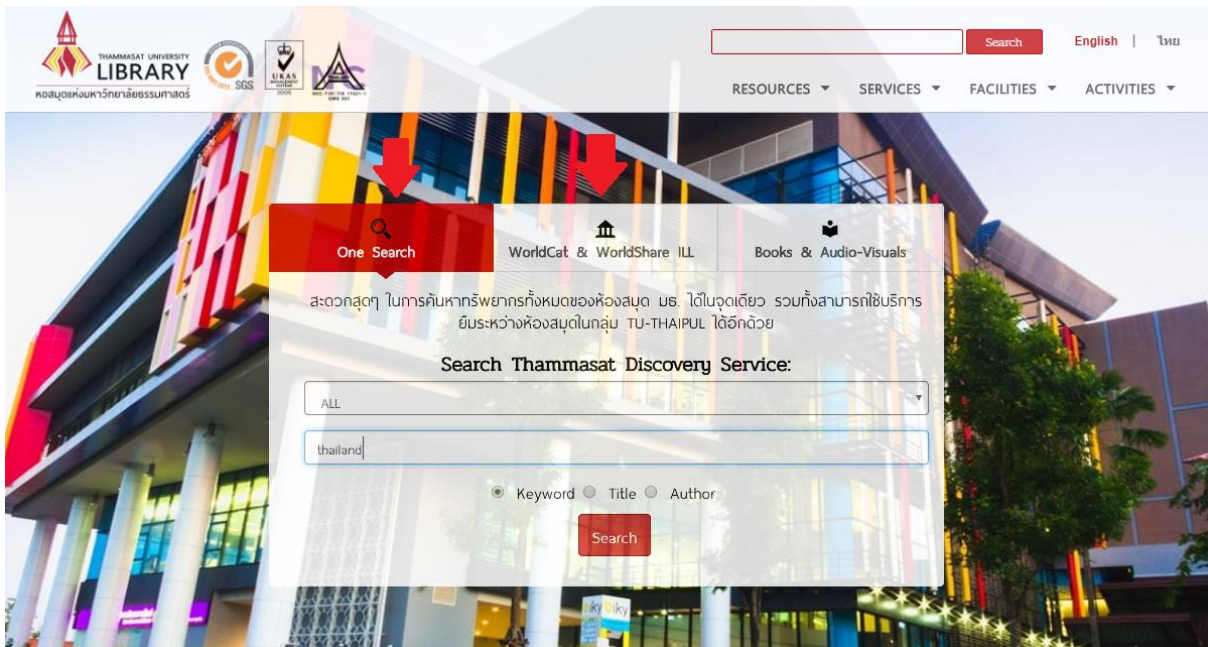 THAMMASAT UNIVERSITY
LIBRARY
หอสมุดแห่งมหาวิทยาลัยธรรมศาสตร์
SGS
UKAS
MANAGEMENT
SYSTEMS
NAC
Search
English | ไทย
RESOURCES SERVICES FACILITIES ACTIVITIES
One Search
WorldCat & WorldShare ILL
Books & Audio-Visuals
สะดวกสุดๆ ในการค้นหาทรัพยากรทั้งหมดของห้องสมุด มธ. ได้ในจุดเดียว รวมทั้งสามารถใช้บริการ
ยืมระหว่างห้องสมุดในกลุ่ม TU-THAIPUL ได้อีกด้วย
Search Thammasat Discovery Service:
ALL
thailand
Keyword Title Author
Search
iky iky